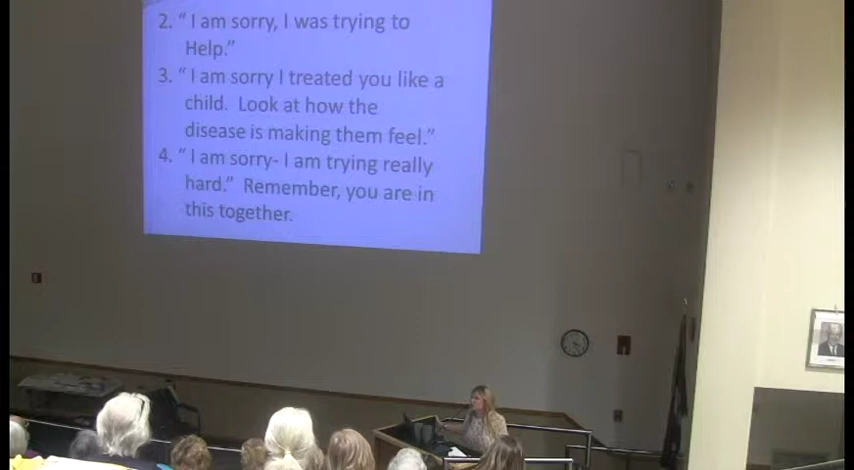 2. “ I am sorry, I was trying to
Help.”
3. “ I am sorry I treated you like a
child.  Look at how the
disease is making them feel.”
4. “ I am sorry- I am trying really
hard.”  Remember, you are in
this together.